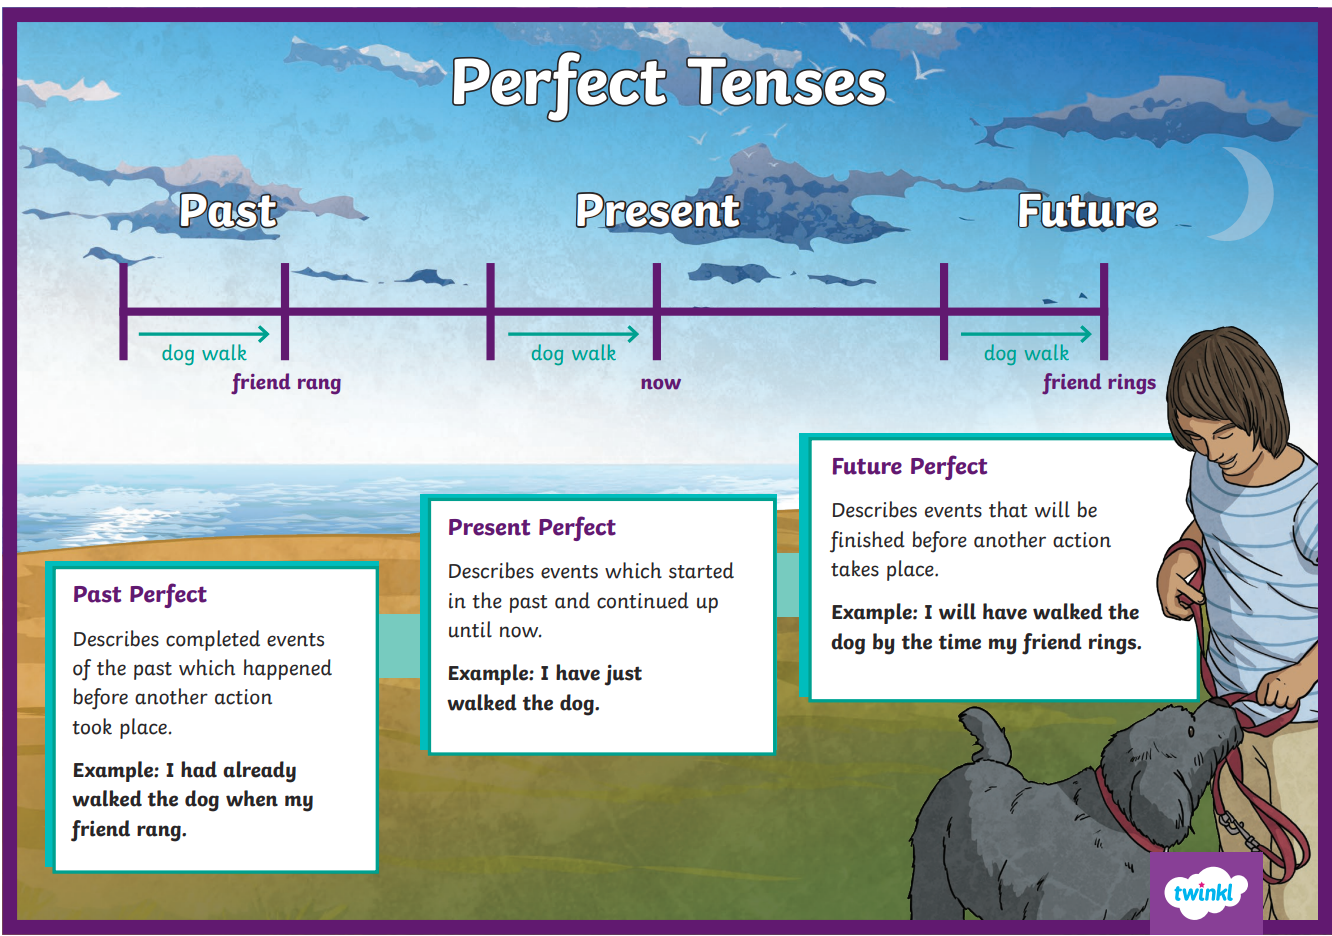 Perfect Tenses
Past
Present
Future
dog walk
dog walk
dog walk
friend rang
now
friend rings
Past Perfect
Describes completed events
of the past which happened
before another action
took place.
Example: I had already
walked the dog when my
friend rang.
Present Perfect
Describes events which started
in the past and continued up
until now.
Example: I have just
walked the dog.
Future Perfect
Describes events that will be
finished before another action
takes place.
Example: I will have walked the
dog by the time my friend rings.
twinkl